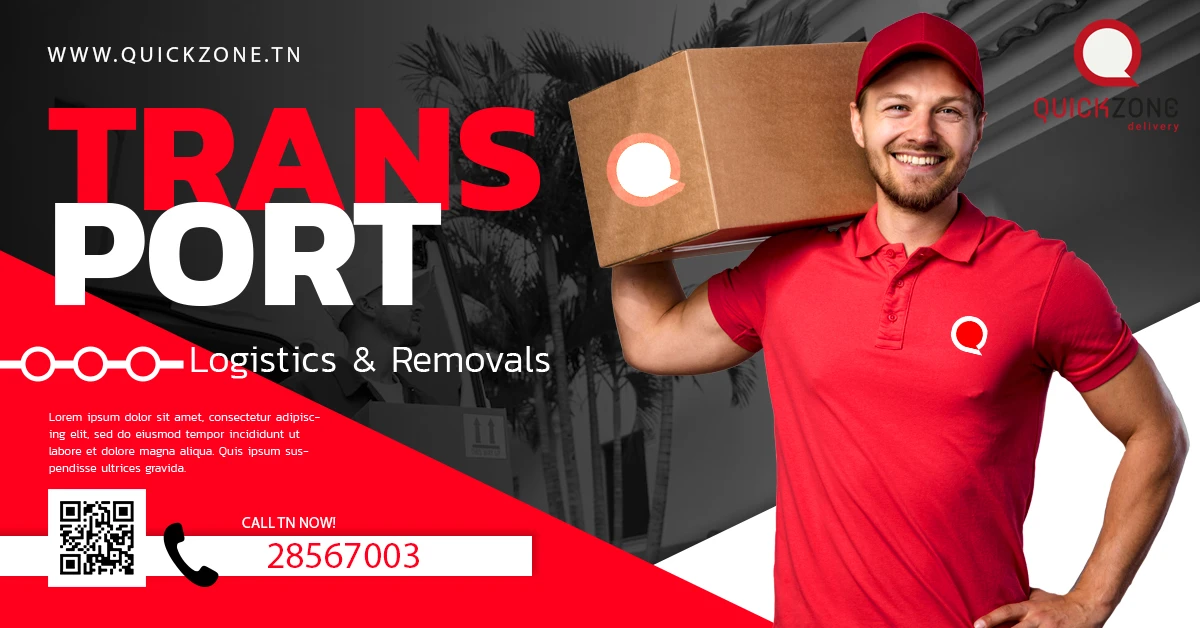 WWW.QUICKZONE.TN
QUICKZONE
delivery
TRANS
PORT
Logistics & Removals
Lorem ipsum dolor sit amet, consectetur adipisc-
ing elit, sed do eiusmod tempor incididunt ut
labore et dolore magna aliqua. Quis ipsum sus-
pendisse ultrices gravida.
CALL TN NOW!
28567003